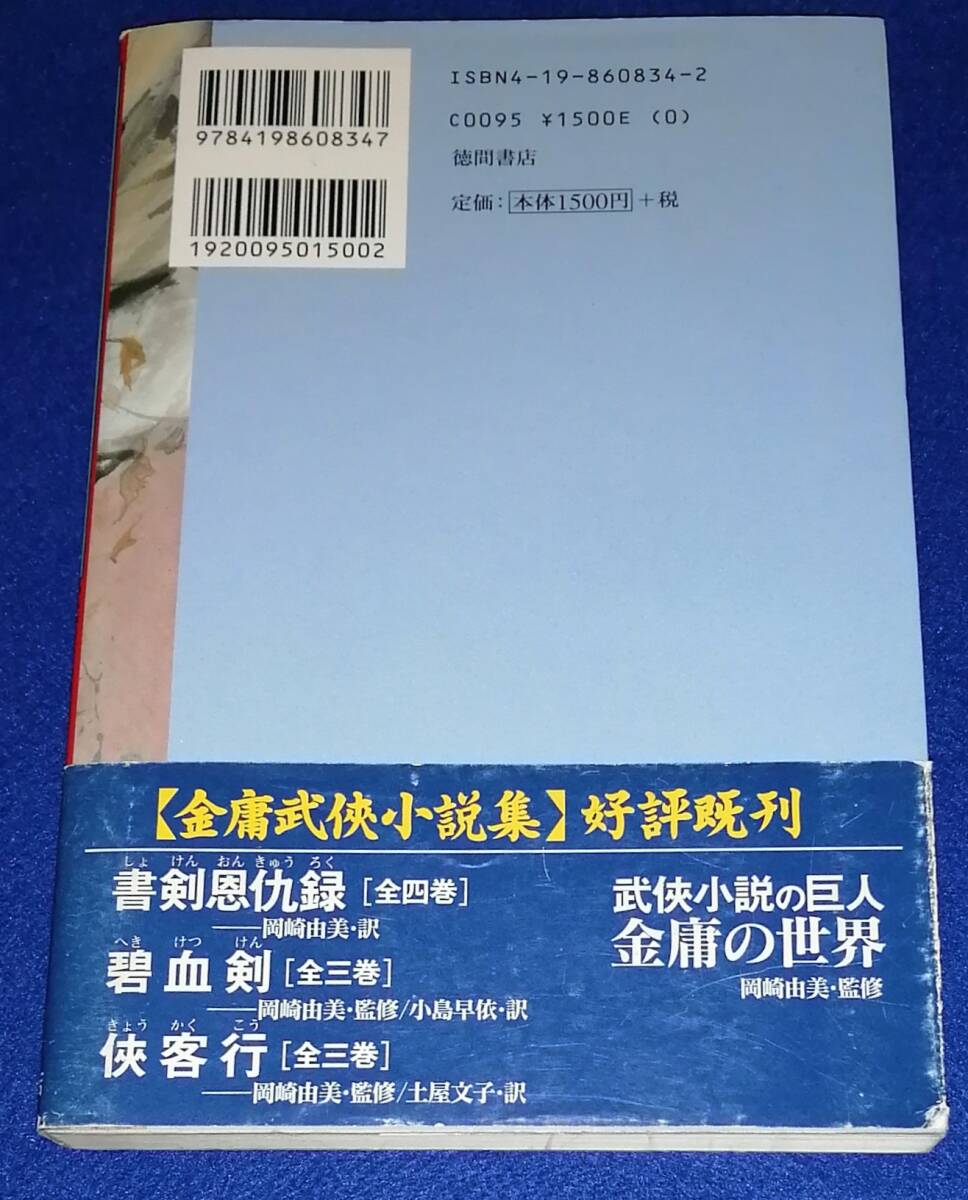 9784198608347
1920095015002
ISBN4-19-860834-2
C0095 ¥1500E (0)
徳間書店
定価：本体1500円＋税
【金庸武俠小説集】好評既刊
しょ けん おん きゅう ろく
書剣恩仇録［全四巻］
――岡崎由美・訳
へき けつ けん
碧血剣［全三巻］
――岡崎由美・監修/小島早依・訳
きょう かく こう
俠客行［全三巻］
――岡崎由美・監修/土屋文子・訳
武俠小説の巨人
金庸の世界
岡崎由美・監修